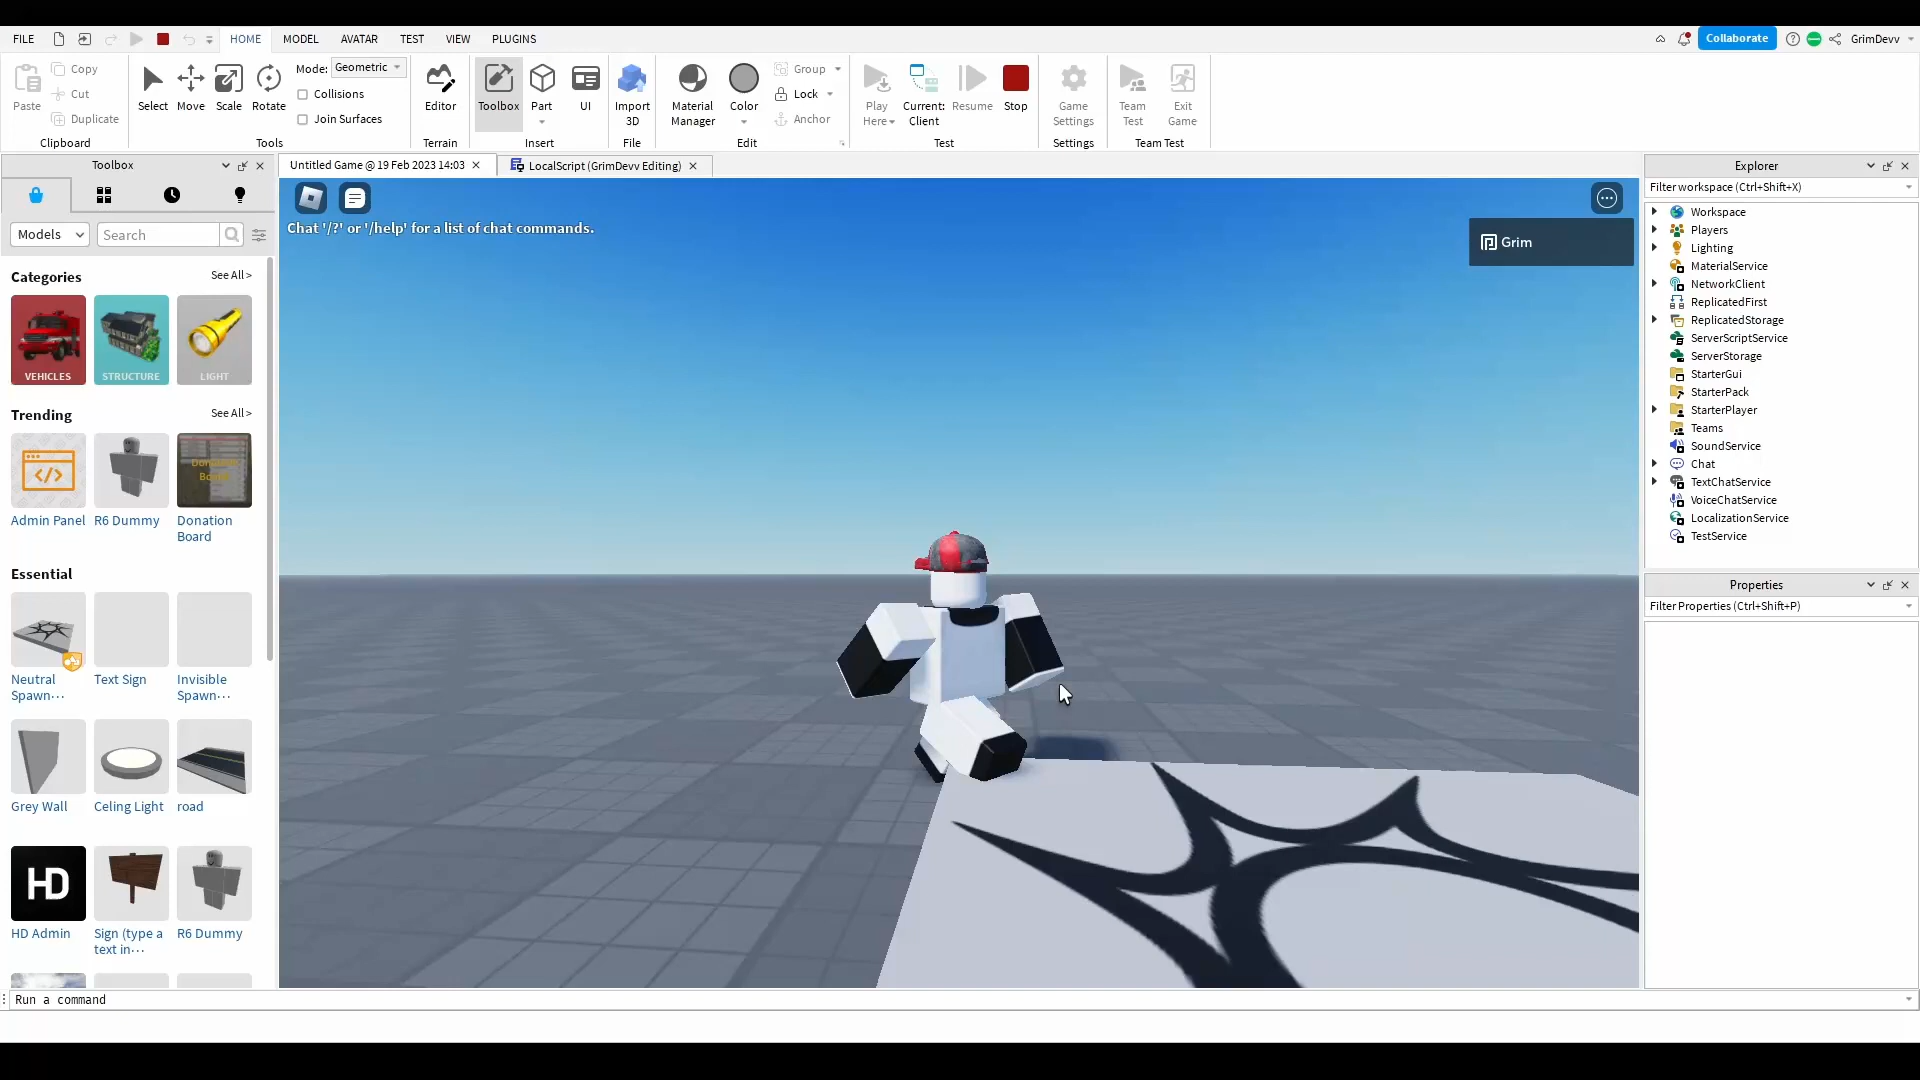 FILE HOME MODEL AVATAR TEST VIEW PLUGINS Collaborate GrimDevv
Paste Copy Cut Duplicate
Clipboard
Select Move Scale Rotate
Mode: Geometric
Collisions
Join Surfaces
Tools
Editor
Terrain
Toolbox Part UI
Insert
Import
3D
File
Material
Manager
Color
Group
Lock
Anchor
Edit
Play
Here
Current:
Client
Resume Stop
Test
Game
Settings
Settings
Team
Test
Exit
Game
Team Test
Toolbox
Untitled Game @ 19 Feb 2023 14:03
LocalScript (GrimDevv Editing)
Models Search
Categories See All >
VEHICLES STRUCTURE LIGHT
Trending See All >
Donation
Board
Admin Panel R6 Dummy Donation
Board
Essential
Neutral
Spawn...
Text Sign
Invisible
Spawn...
Grey Wall Celing Light road
HD
HD Admin
Sign (type a
text in...
R6 Dummy
Chat '/?' or '/help' for a list of chat commands.
Grim
Explorer
Filter workspace (Ctrl+Shift+X)
Workspace
Players
Lighting
MaterialService
NetworkClient
ReplicatedFirst
ReplicatedStorage
ServerScriptService
ServerStorage
StarterGui
StarterPack
StarterPlayer
Teams
SoundService
Chat
TextChatService
VoiceChatService
LocalizationService
TestService
Properties
Filter Properties (Ctrl+Shift+P)
Run a command